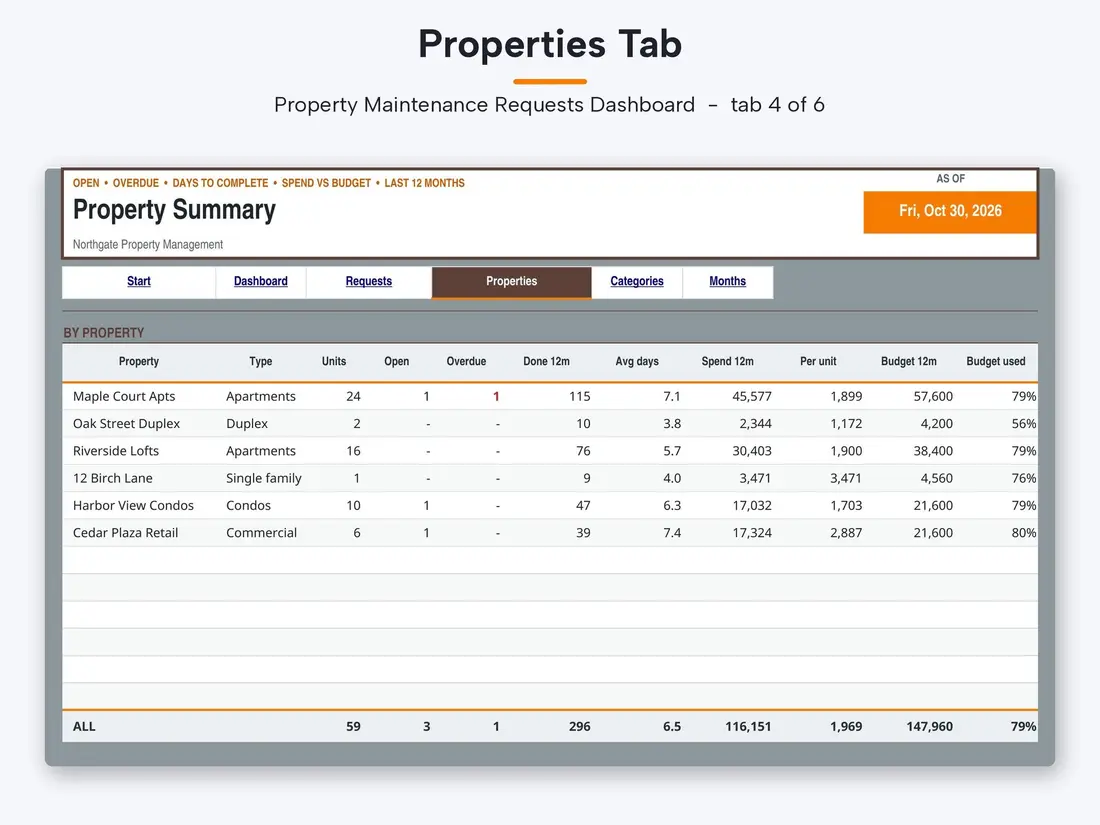 Properties Tab
Property Maintenance Requests Dashboard - tab 4 of 6
OPEN • OVERDUE • DAYS TO COMPLETE • SPEND VS BUDGET • LAST 12 MONTHS
AS OF
Property Summary
Fri, Oct 30, 2026
Northgate Property Management
Start Dashboard Requests Properties Categories Months
BY PROPERTY
Property Type Units Open Overdue Done 12m Avg days Spend 12m Per unit Budget 12m Budget used
Maple Court Apts Apartments 24 1 1 115 7.1 45,577 1,899 57,600 79%
Oak Street Duplex Duplex 2 - - 10 3.8 2,344 1,172 4,200 56%
Riverside Lofts Apartments 16 - - 76 5.7 30,403 1,900 38,400 79%
12 Birch Lane Single family 1 - - 9 4.0 3,471 3,471 4,560 76%
Harbor View Condos Condos 10 1 - 47 6.3 17,032 1,703 21,600 79%
Cedar Plaza Retail Commercial 6 1 - 39 7.4 17,324 2,887 21,600 80%
ALL 59 3 1 296 6.5 116,151 1,969 147,960 79%